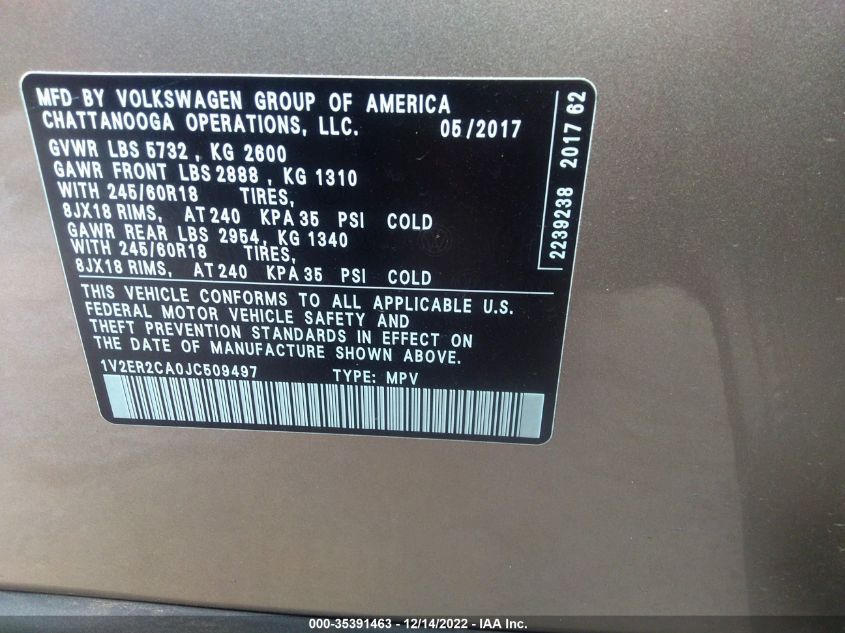 MFD BY VOLKSWAGEN GROUP OF AMERICA
CHATTANOOGA OPERATIONS, LLC. 05/2017
GVWR LBS 5732 , KG 2600
GAWR FRONT LBS 2888 , KG 1310
WITH 245/60R18 TIRES,
8JX18 RIMS, AT 240 KPA 35 PSI COLD
GAWR REAR LBS 2954, KG 1340
WITH 245/60R18 TIRES,
8JX18 RIMS, AT 240 KPA 35 PSI COLD
2239238 2017 62
THIS VEHICLE CONFORMS TO ALL APPLICABLE U.S.
FEDERAL MOTOR VEHICLE SAFETY AND
THEFT PREVENTION STANDARDS IN EFFECT ON
THE DATE OF MANUFACTURE SHOWN ABOVE.
1V2ER2CA0JC509497 TYPE: MPV
000-35391463 - 12/14/2022 - IAA Inc.